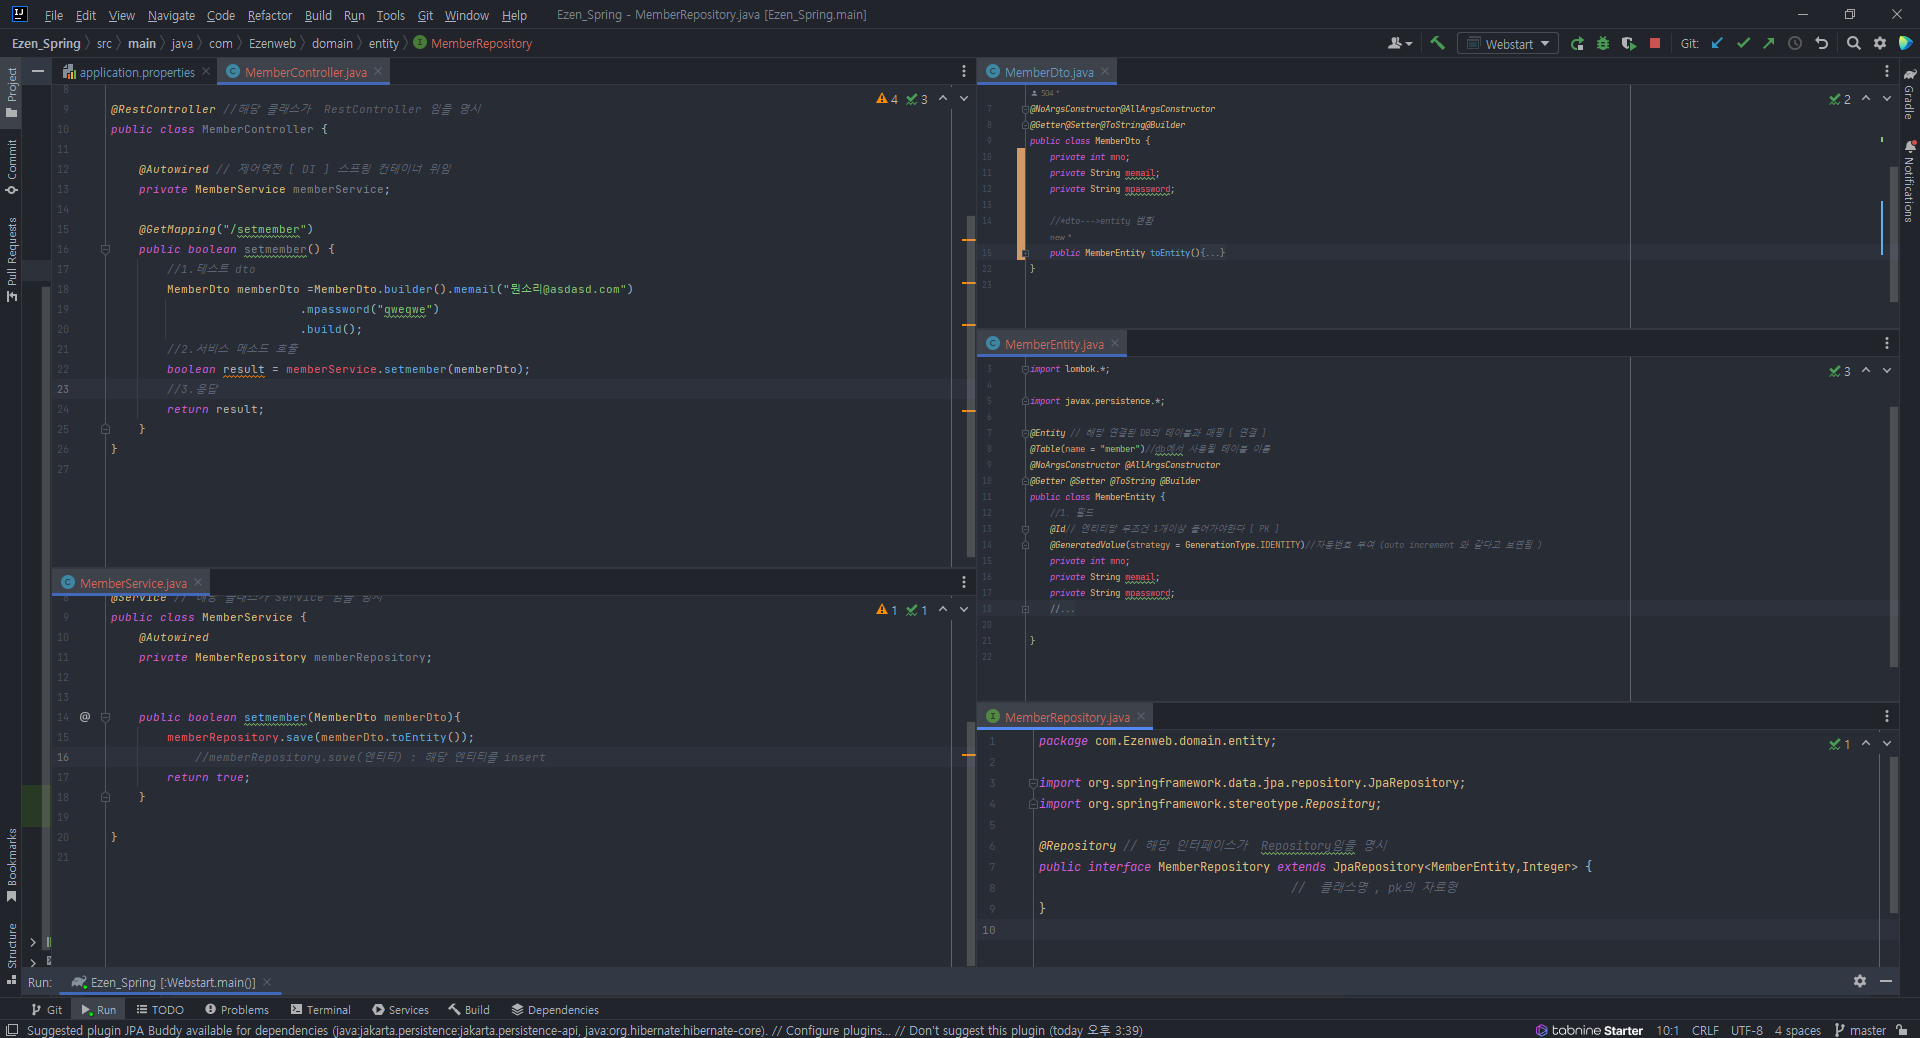 File Edit View Navigate Code Refactor Build Run Tools Git Window Help Ezen_Spring - MemberRepository.java [Ezen_Spring.main]
Ezen_Spring src main java com Ezenweb domain entity MemberRepository
Webstart Git:
Project
Commit
Pull Requests
Bookmarks
Structure
application.properties MemberController.java
4 3
8
9 @RestController //해당 클래스가 RestController 임을 명시
10 public class MemberController {
11
12 @Autowired // 제어역전 [ DI ] 스프링 컨테이너 위임
13 private MemberService memberService;
14
15 @GetMapping("/setmember")
16 public boolean setmember() {
17 //1.테스트 dto
18 MemberDto memberDto =MemberDto.builder().memail("뭔소리@asdasd.com")
19 .mpassword("qweqwe")
20 .build();
21 //2.서비스 메소드 호출
22 boolean result = memberService.setmember(memberDto);
23 //3.응답
24 return result;
25 }
26 }
27
MemberService.java
1 1
8 @Service // 해당 클래스가 Service 임을 명시
9 public class MemberService {
10 @Autowired
11 private MemberRepository memberRepository;
12
13
14 @ public boolean setmember(MemberDto memberDto){
15 memberRepository.save(memberDto.toEntity());
16 //memberRepository.save(엔티티) : 해당 엔티티를 insert
17 return true;
18 }
19
20 }
21
MemberDto.java
504 *
2
7 @NoArgsConstructor@AllArgsConstructor
8 @Getter@Setter@ToString@Builder
9 public class MemberDto {
10 private int mno;
11 private String memail;
12 private String mpassword;
13
14 //*dto--->entity 변환
new *
15 public MemberEntity toEntity(){...}
22 }
23
MemberEntity.java
3
3 import lombok.*;
4
5 import javax.persistence.*;
6
7 @Entity // 해당 연결된 DB의 테이블과 매핑 [ 연결 ]
8 @Table(name = "member")//db에서 사용될 테이블 이름
9 @NoArgsConstructor @AllArgsConstructor
10 @Getter @Setter @ToString @Builder
11 public class MemberEntity {
12 //1. 필드
13 @Id// 엔티티당 무조건 1개이상 들어가야한다 [ PK ]
14 @GeneratedValue(strategy = GenerationType.IDENTITY)//자동번호 부여 (auto increment 와 같다고 보면됨 )
15 private int mno;
16 private String memail;
17 private String mpassword;
18 //...
20
21 }
22
MemberRepository.java
1
1 package com.Ezenweb.domain.entity;
2
3 import org.springframework.data.jpa.repository.JpaRepository;
4 import org.springframework.stereotype.Repository;
5
6 @Repository // 해당 인터페이스가 Repository임을 명시
7 public interface MemberRepository extends JpaRepository<MemberEntity,Integer> {
8 // 클래스명 , pk의 자료형
9 }
10
Gradle
Notifications
Run: Ezen_Spring [:Webstart.main()]
Git Run TODO Problems Terminal Services Build Dependencies
Suggested plugin JPA Buddy available for dependencies (java:jakarta.persistence:jakarta.persistence-api, java:org.hibernate:hibernate-core). // Configure plugins... // Don't suggest this plugin (today 오후 3:39)
tabnine Starter 10:1 CRLF UTF-8 4 spaces master